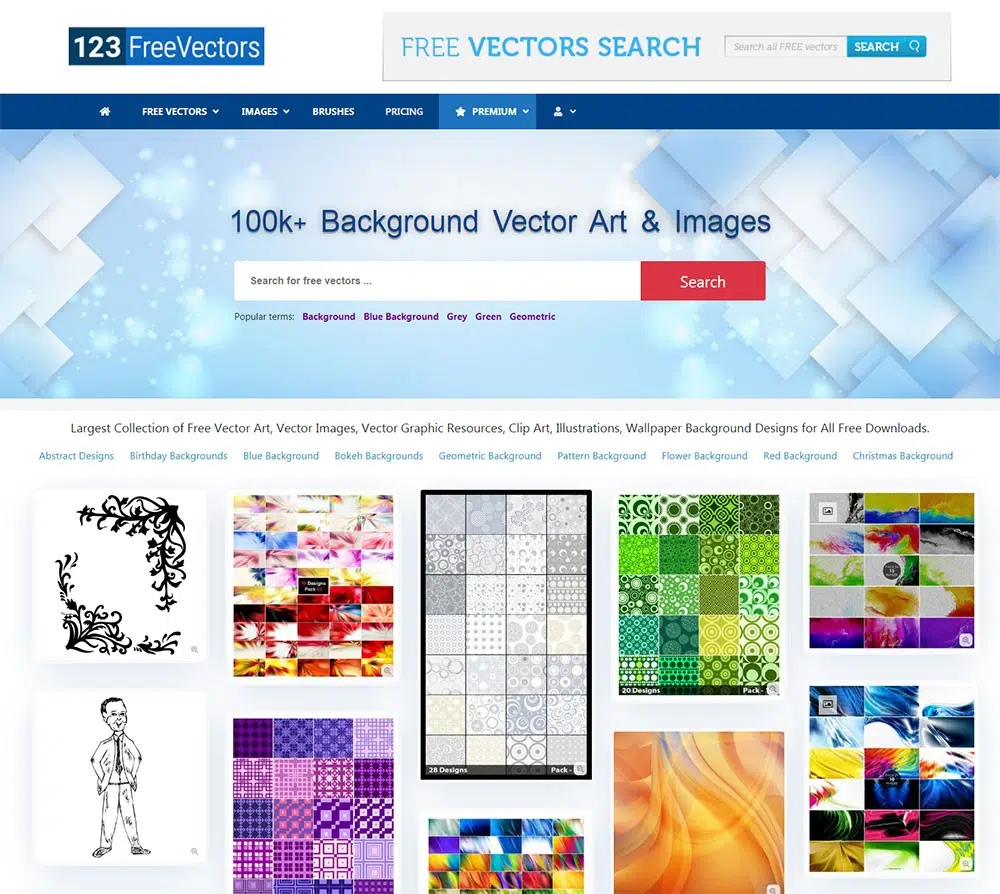 123 FreeVectors
FREE VECTORS SEARCH
Search all FREE vectors
SEARCH
FREE VECTORS
IMAGES
BRUSHES
PRICING
PREMIUM
100k+ Background Vector Art & Images
Search for free vectors ...
Search
Popular terms: Background Blue Background Grey Green Geometric
Largest Collection of Free Vector Art, Vector Images, Vector Graphic Resources, Clip Art, Illustrations, Wallpaper Background Designs for All Free Downloads.
Abstract Designs Birthday Backgrounds Blue Background Bokeh Backgrounds Geometric Background Pattern Background Flower Background Red Background Christmas Background
Designs
Pack
28 Designs
Pack -
20 Designs
Pack -